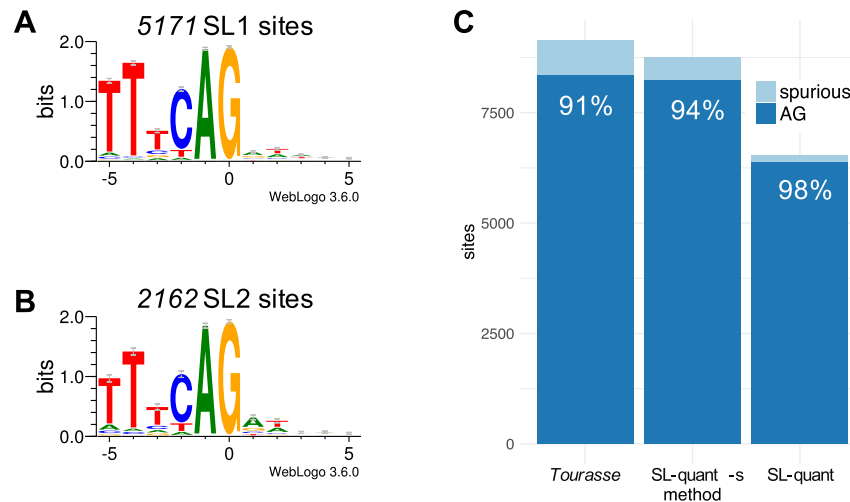 A
5171 SL1 sites
bits
2.0
1.0
0.0
TTTCAG
-5
0
5
WebLogo 3.6.0
B
2162 SL2 sites
bits
2.0
1.0
0.0
TTTCAG
-5
0
5
WebLogo 3.6.0
C
sites
7500
5000
2500
0
91%
94%
98%
spurious
AG
Tourasse
SL-quant -s
method
SL-quant